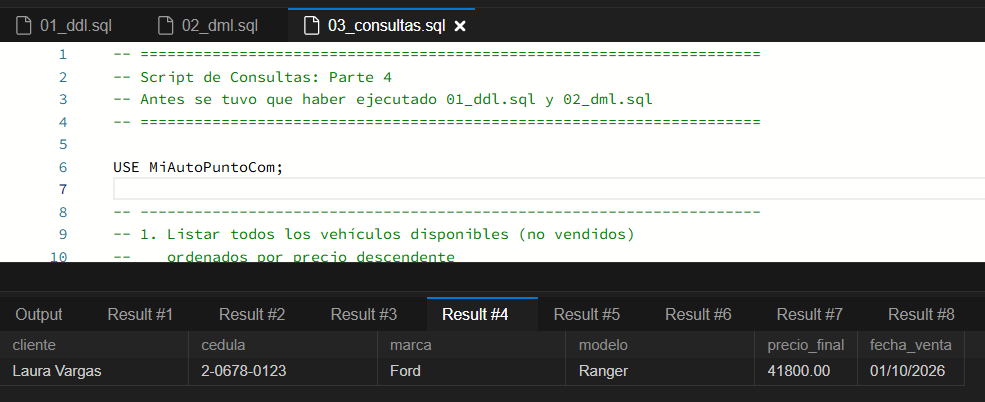 01_ddl.sql 02_dml.sql 03_consultas.sql
1 -- =====================================================================
2 -- Script de Consultas: Parte 4
3 -- Antes se tuvo que haber ejecutado 01_ddl.sql y 02_dml.sql
4 -- =====================================================================
5
6 USE MiAutoPuntoCom;
7
8 -- ---------------------------------------------------------------------
9 -- 1. Listar todos los vehículos disponibles (no vendidos)
10 -- ordenados por precio descendente
Output Result #1 Result #2 Result #3 Result #4 Result #5 Result #6 Result #7 Result #8
cliente cedula marca modelo precio_final fecha_venta
Laura Vargas 2-0678-0123 Ford Ranger 41800.00 01/10/2026